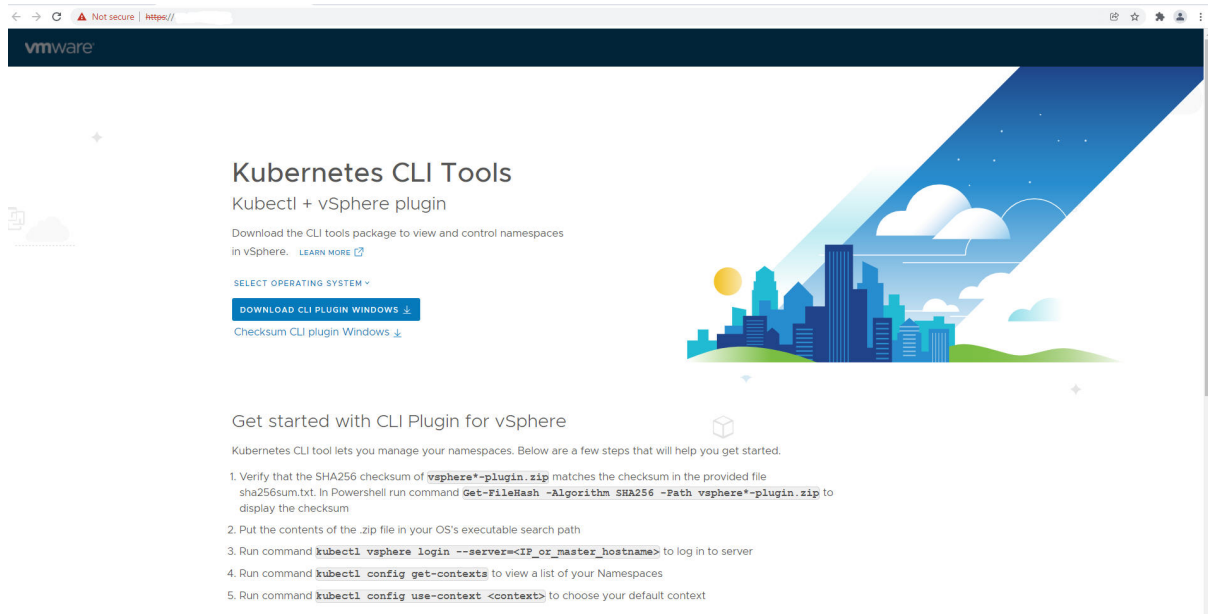 Not secure | https://
vmware
Kubernetes CLI Tools
Kubectl + vSphere plugin
Download the CLI tools package to view and control namespaces
in vSphere. LEARN MORE
SELECT OPERATING SYSTEM
DOWNLOAD CLI PLUGIN WINDOWS
Checksum CLI plugin Windows
Get started with CLI Plugin for vSphere
Kubernetes CLI tool lets you manage your namespaces. Below are a few steps that will help you get started.
1. Verify that the SHA256 checksum of vsphere*-plugin.zip matches the checksum in the provided file
sha256sum.txt. In Powershell run command Get-FileHash -Algorithm SHA256 -Path vsphere*-plugin.zip to
display the checksum
2. Put the contents of the .zip file in your OS's executable search path
3. Run command kubectl vsphere login --server=<IP_or_master_hostname> to log in to server
4. Run command kubectl config get-contexts to view a list of your Namespaces
5. Run command kubectl config use-context <context> to choose your default context